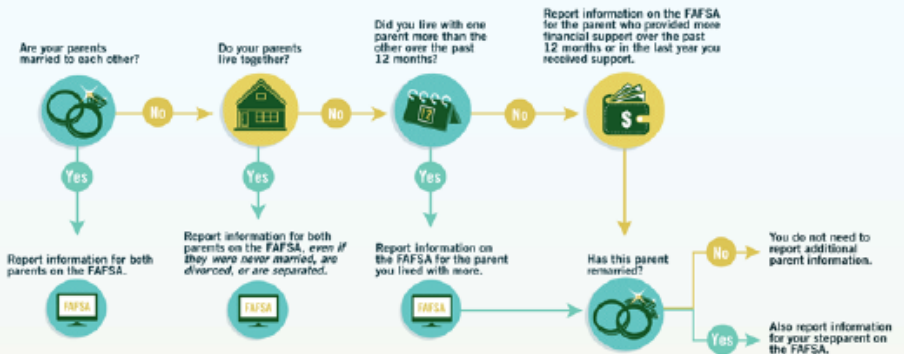 Are your parents
married to each other?
Do your parents
live together?
Did you live with one
parent more than the
other over the past
12 months?
Report information on the FAFSA
for the parent who provided more
financial support over the past
12 months or in the last year you
received support.
No
No
12
No
$
Yes
Yes
Yes
Report information for both
parents on the FAFSA.
Report information for both
parents on the FAFSA, even if
they were never married, are
divorced, or are separated.
Report information on
the FAFSA for the parent
you lived with more.
Has this parent
remarried?
No
You do not need to
report additional
parent information.
FAFSA
FAFSA
FAFSA
Yes
Also report information
for your stepparent on
the FAFSA.